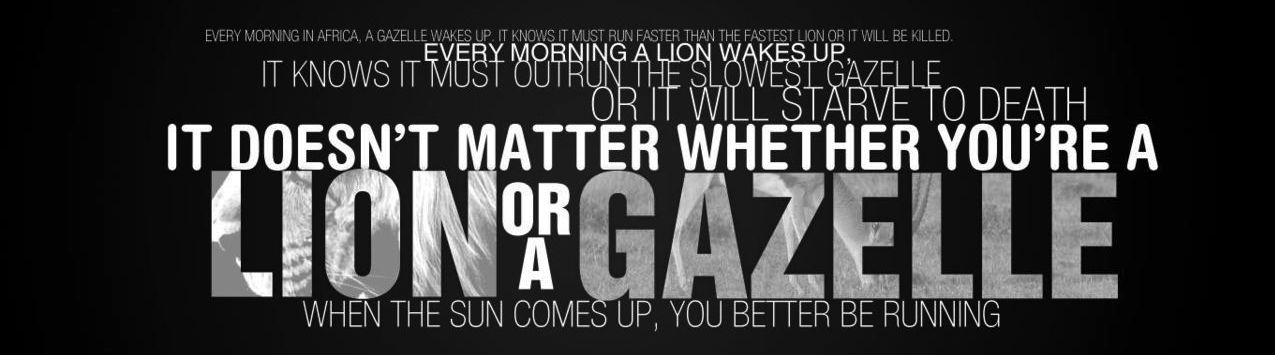 EVERY MORNING IN AFRICA, A GAZELLE WAKES UP. IT KNOWS IT MUST RUN FASTER THAN THE FASTEST LION OR IT WILL BE KILLED.
EVERY MORNING A LION WAKES UP,
IT KNOWS IT MUST OUTRUN THE SLOWEST GAZELLE
OR IT WILL STARVE TO DEATH
IT DOESN'T MATTER WHETHER YOU'RE A
LION OR A GAZELLE
WHEN THE SUN COMES UP, YOU BETTER BE RUNNING